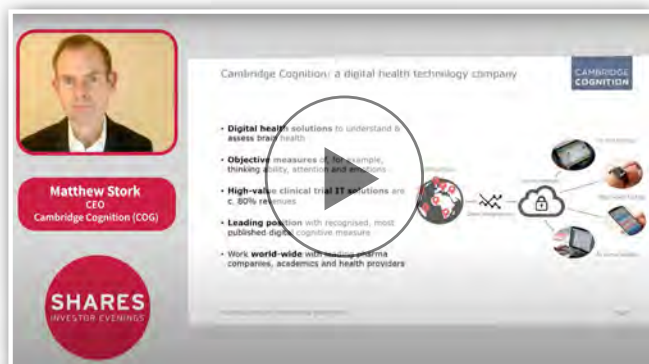 Matthew Stork
CEO
Cambridge Cognition (COG)
SHARES
INVESTOR EVENINGS
Cambridge Cognition: a digital health technology company
CAMBRIDGE
COGNITION
• Digital health solutions to understand &
assess brain health
• Objective measures of, for example,
thinking ability, attention and emotions
• High-value clinical trial IT solutions are
c. 80% revenues
• Leading position with recognised, most
published digital cognitive measure
• Work world-wide with leading pharma
companies, academics and health providers